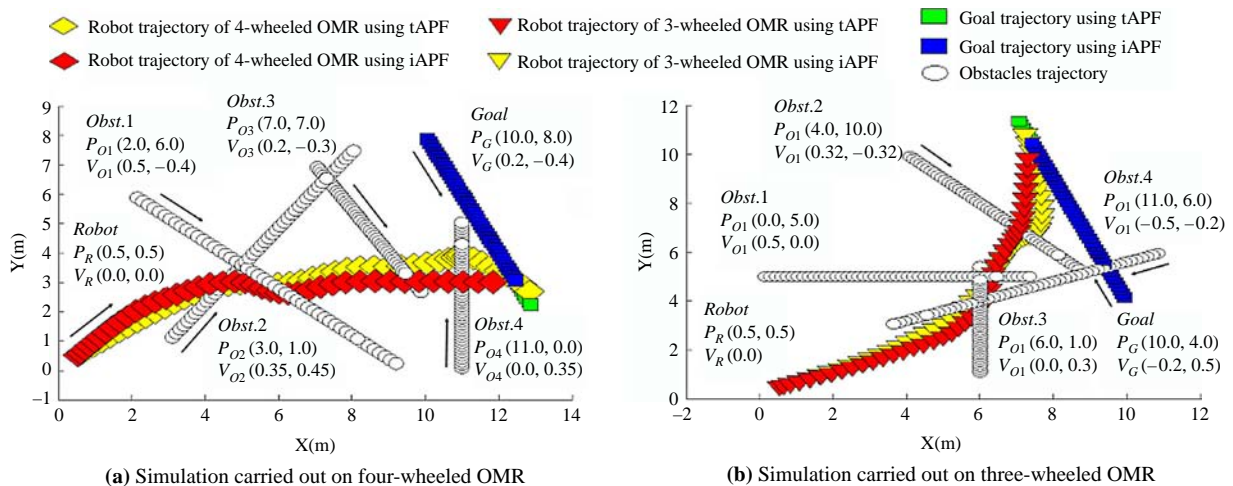 Robot trajectory of 4-wheeled OMR using tAPF
Robot trajectory of 3-wheeled OMR using tAPF
Goal trajectory using tAPF
Robot trajectory of 4-wheeled OMR using iAPF
Robot trajectory of 3-wheeled OMR using iAPF
Goal trajectory using iAPF
Obstacles trajectory
9
8
7
6
5
4
3
2
1
0
−1
Y(m)
Obst.1
P_O1(2.0, 6.0)
V_O1(0.5, −0.4)
Obst.3
P_O3(7.0, 7.0)
V_O3(0.2, −0.3)
Goal
P_G(10.0, 8.0)
V_G(0.2, −0.4)
Robot
P_R(0.5, 0.5)
V_R(0.0, 0.0)
Obst.2
P_O2(3.0, 1.0)
V_O2(0.35, 0.45)
Obst.4
P_O4(11.0, 0.0)
V_O4(0.0, 0.35)
0 2 4 6 8 10 12 14
X(m)
(a) Simulation carried out on four-wheeled OMR
12
10
8
6
4
2
0
Y(m)
Obst.2
P_O1(4.0, 10.0)
V_O1(0.32, −0.32)
Obst.1
P_O1(0.0, 5.0)
V_O1(0.5, 0.0)
Obst.4
P_O1(11.0, 6.0)
V_O1(−0.5, −0.2)
Robot
P_R(0.5, 0.5)
V_R(0.0)
Obst.3
P_O1(6.0, 1.0)
V_O1(0.0, 0.3)
Goal
P_G(10.0, 4.0)
V_G(−0.2, 0.5)
−2 0 2 4 6 8 10 12
X(m)
(b) Simulation carried out on three-wheeled OMR